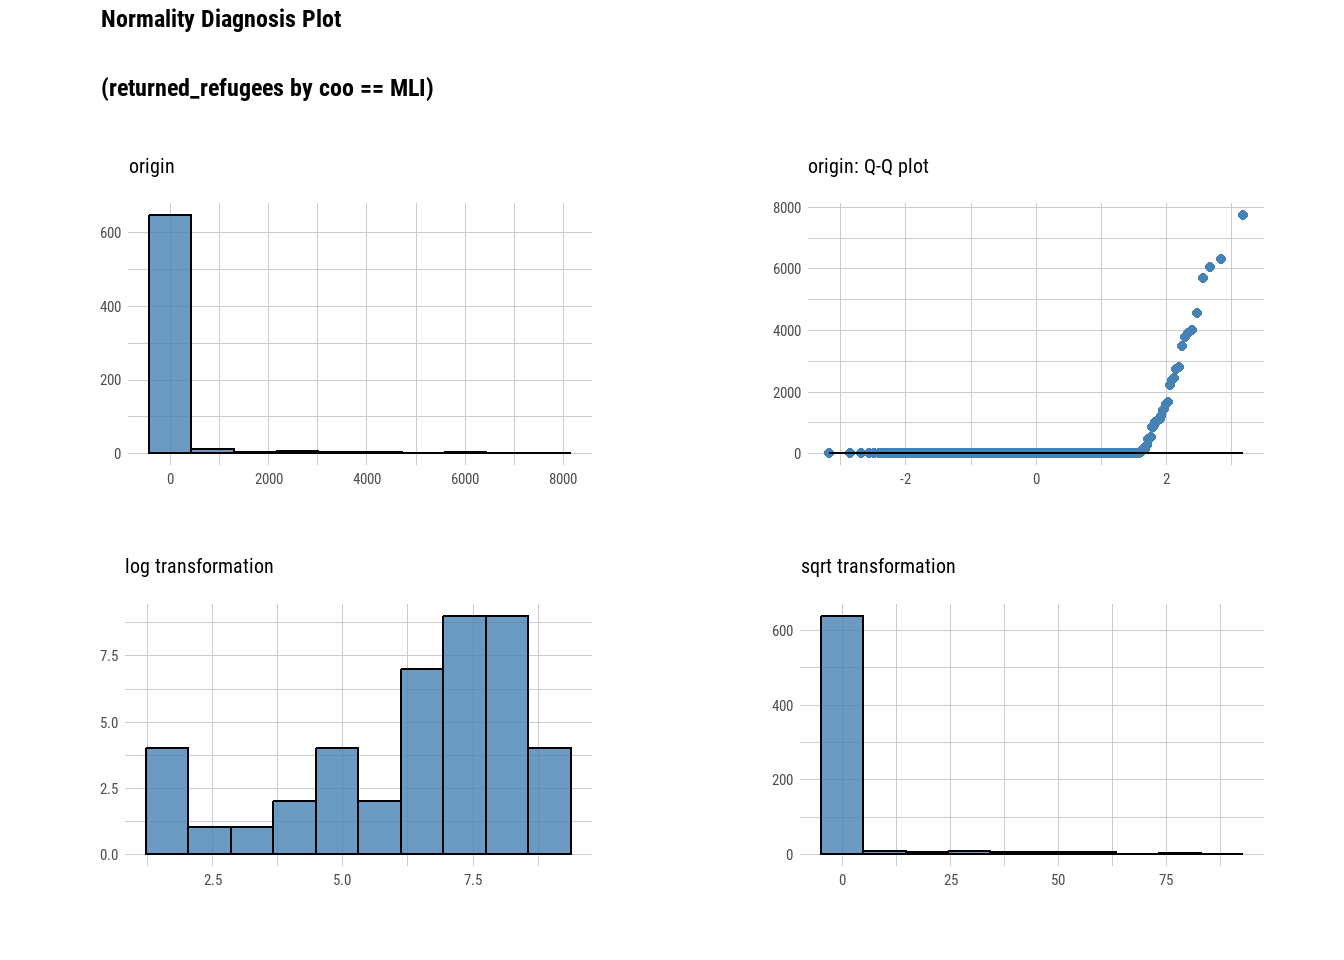 Normality Diagnosis Plot
(returned_refugees by coo == MLI)
origin
600
400
200
0
0 2000 4000 6000 8000
origin: Q-Q plot
8000
6000
4000
2000
0
-2 0 2
log transformation
7.5
5.0
2.5
0.0
2.5 5.0 7.5
sqrt transformation
600
400
200
0
0 25 50 75